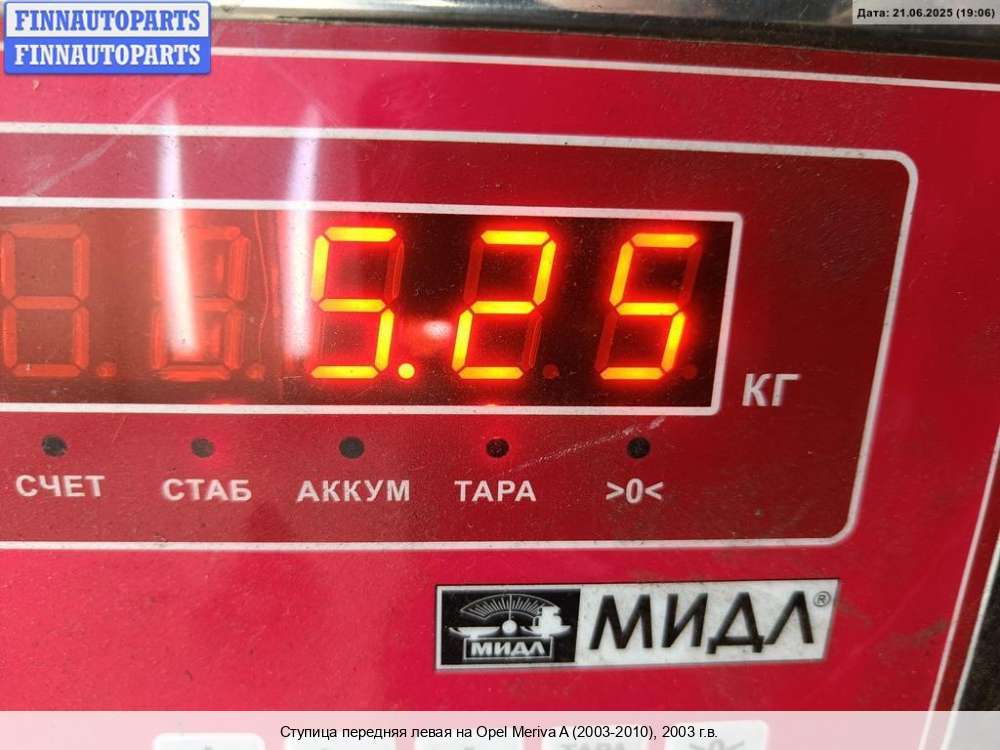 FINNAUTOPARTS
FINNAUTOPARTS
Дата: 21.06.2025 (19:06)
5.25
КГ
СЧЕТ СТАБ АККУМ ТАРА >0<
МИДЛ
МИДЛ®
Ступица передняя левая на Opel Meriva A (2003-2010), 2003 г.в.